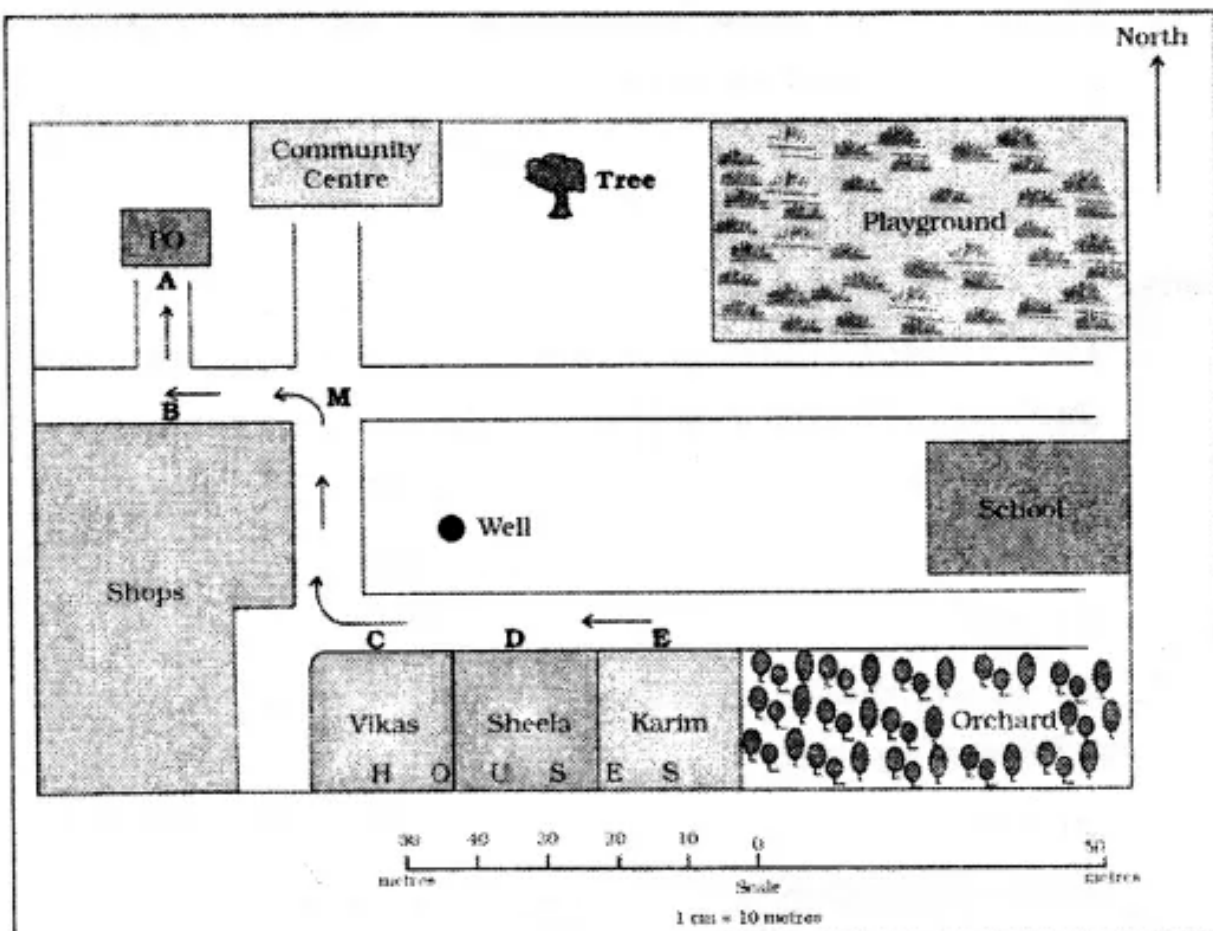 North
Community
Centre
Tree
Playground
PO
A
B
M
Well
School
Shops
C
D
E
Vikas
Sheela
Karim
Orchard
H O U S E S
40
30
20
10
0
50
metres
metres
Scale
1 cm = 10 metres